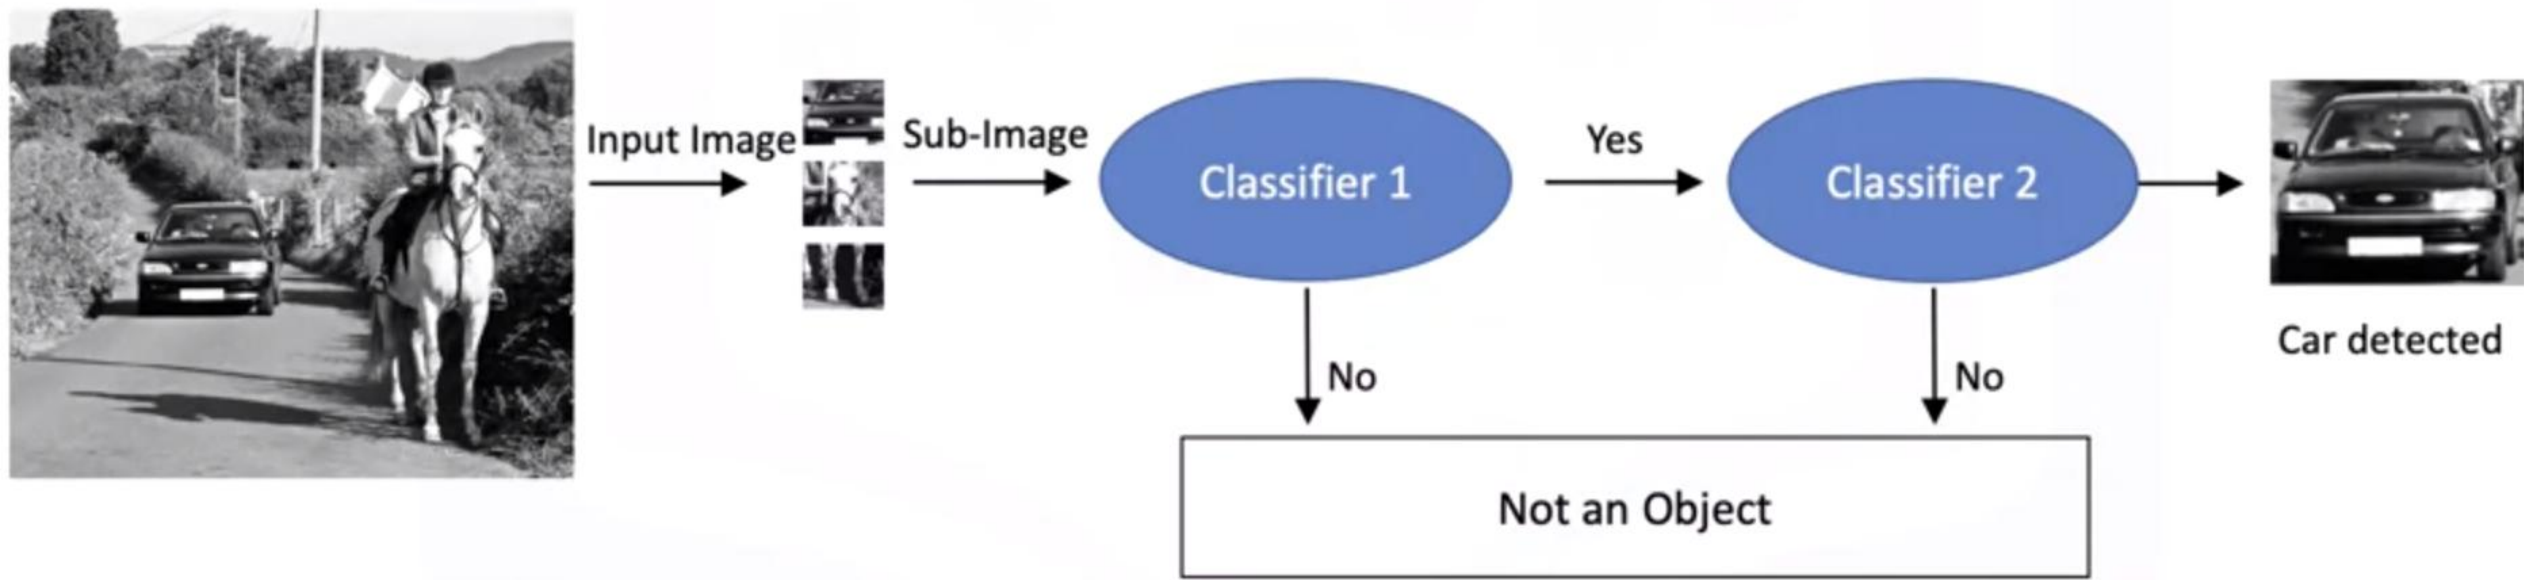 Input Image
Sub-Image
Classifier 1
Yes
Classifier 2
No
No
Car detected
Not an Object